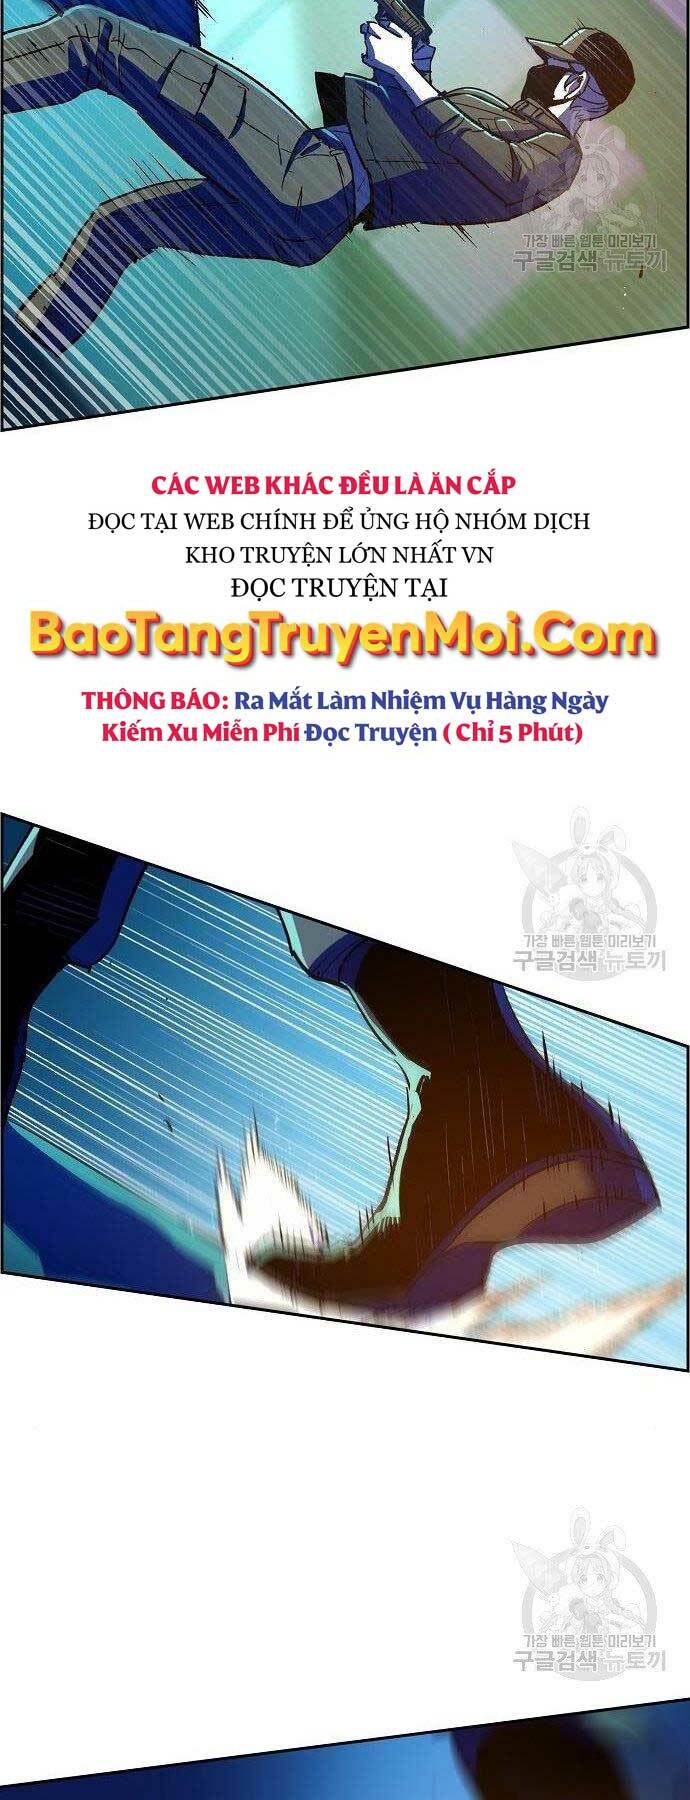 가장 빠른 웹툰 미리보기
구글검색 뉴토끼
CÁC WEB KHÁC ĐỀU LÀ ĂN CẮP
ĐỌC TẠI WEB CHÍNH ĐỂ ỦNG HỘ NHÓM DỊCH
KHO TRUYỆN LỚN NHẤT VN
ĐỌC TRUYỆN TẠI
BaoTangTruyenMoi.Com
THÔNG BÁO: Ra Mắt Làm Nhiệm Vụ Hàng Ngày
Kiếm Xu Miễn Phí Đọc Truyện ( Chỉ 5 Phút)
가장 빠른 웹툰 미리보기
구글검색 뉴토끼
가장 빠른 웹툰 미리보기
구글검색 뉴토끼